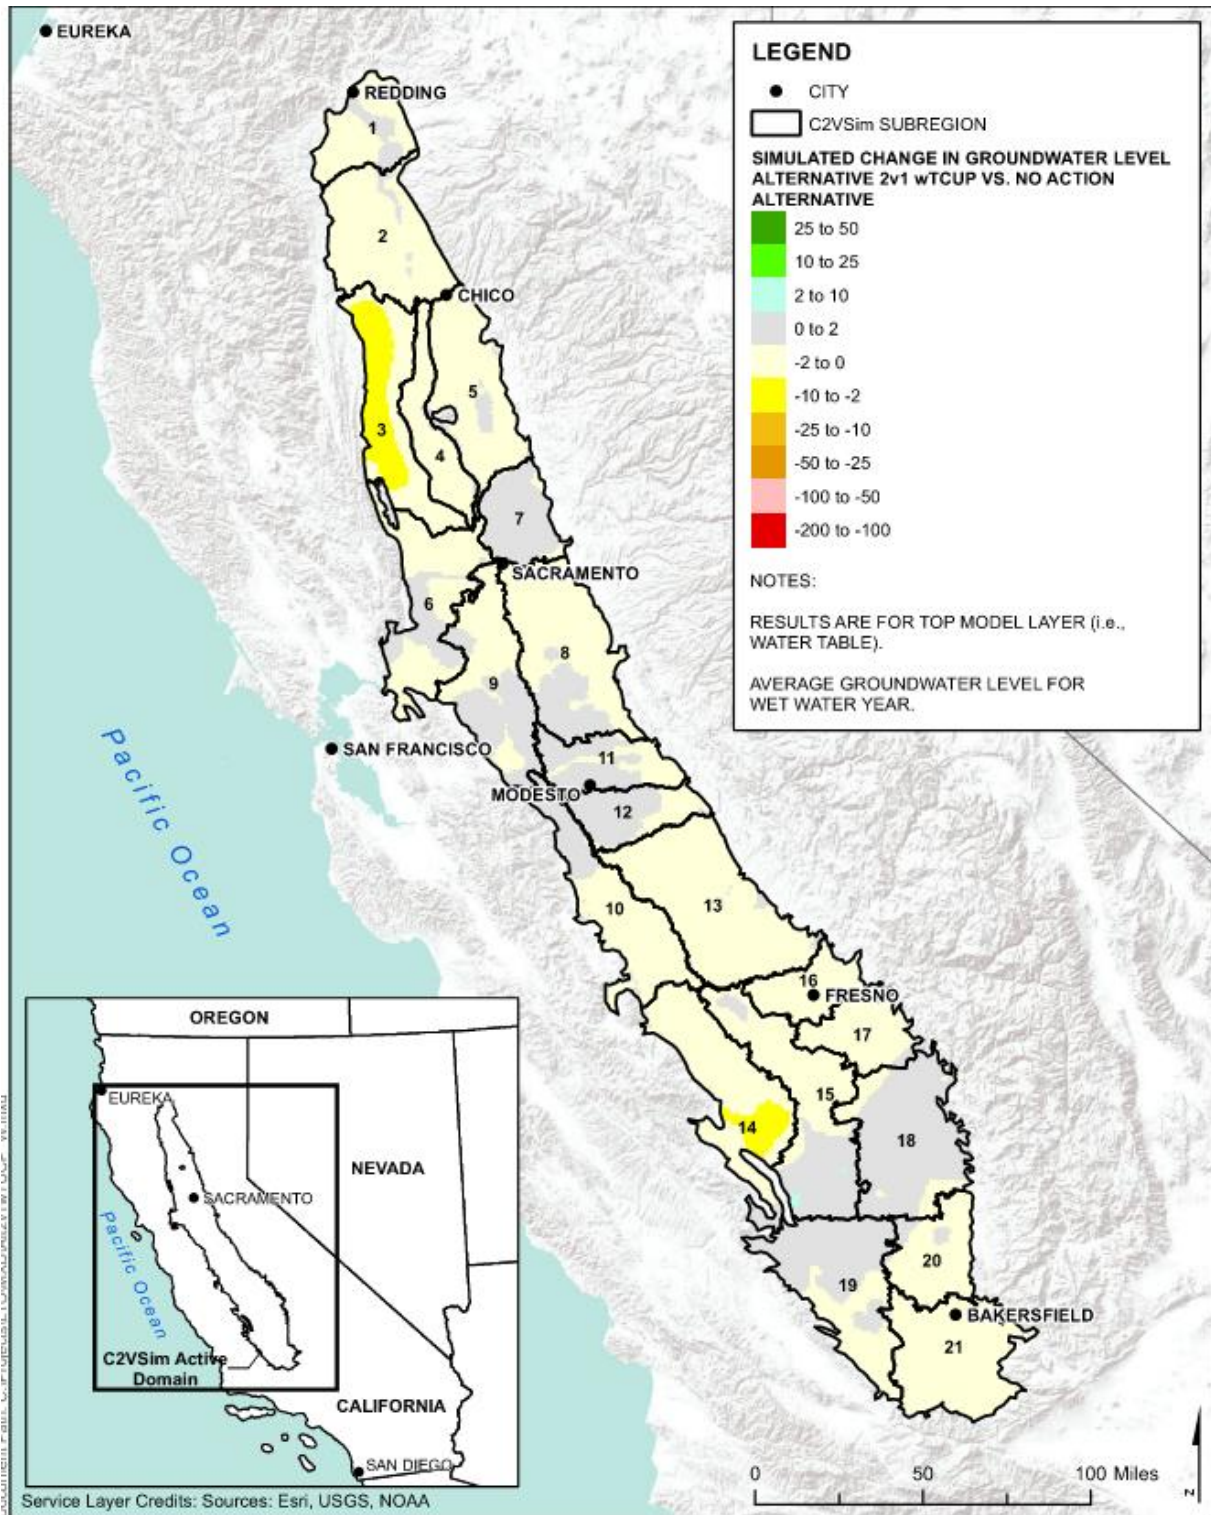 EUREKA
REDDING
1
2
CHICO
5
3
4
7
SACRAMENTO
6
8
9
SAN FRANCISCO
11
MODESTO
12
10
13
16
FRESNO
17
15
14
18
19
20
BAKERSFIELD
21
Pacific Ocean
LEGEND
CITY
C2VSim SUBREGION
SIMULATED CHANGE IN GROUNDWATER LEVEL
ALTERNATIVE 2v1 wTCUP VS. NO ACTION
ALTERNATIVE
25 to 50
10 to 25
2 to 10
0 to 2
-2 to 0
-10 to -2
-25 to -10
-50 to -25
-100 to -50
-200 to -100
NOTES:
RESULTS ARE FOR TOP MODEL LAYER (i.e.,
WATER TABLE).
AVERAGE GROUNDWATER LEVEL FOR
WET WATER YEAR.
OREGON
EUREKA
NEVADA
SACRAMENTO
Pacific Ocean
C2VSim Active
Domain
CALIFORNIA
SAN DIEGO
Service Layer Credits: Sources: Esri, USGS, NOAA
0 50 100 Miles
N